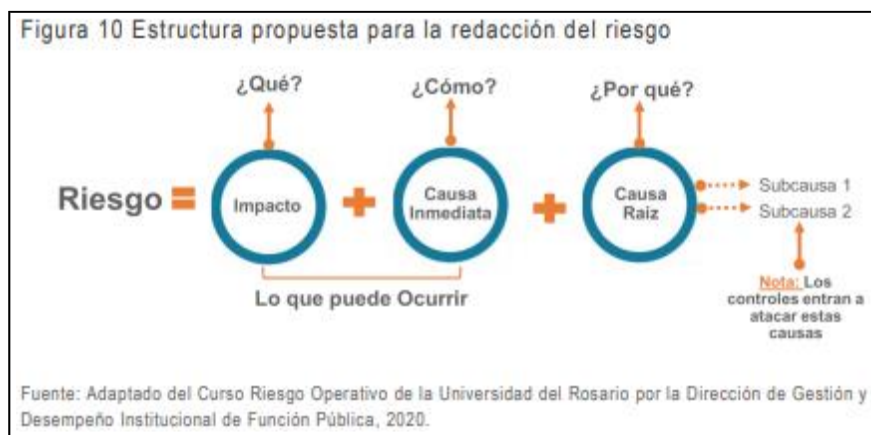 Figura 10 Estructura propuesta para la redacción del riesgo
¿Qué?
¿Cómo?
¿Por qué?
Riesgo =
Impacto
+
Causa
Inmediata
+
Causa
Raiz
Subcausa 1
Subcausa 2
Lo que puede Ocurrir
Nota: Los
controles entran a
atacar estas
causas
Fuente: Adaptado del Curso Riesgo Operativo de la Universidad del Rosario por la Dirección de Gestión y
Desempeño Institucional de Función Pública, 2020.